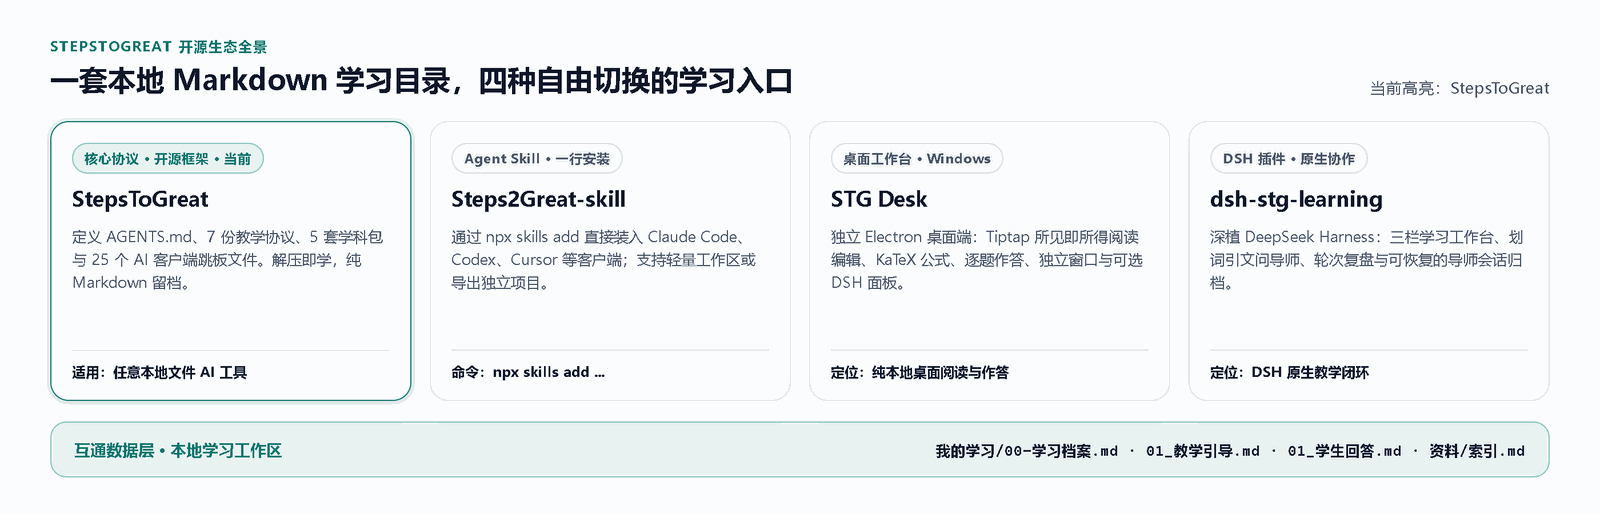 STEPSTOGREAT 开源生态全景
一套本地 Markdown 学习目录，四种自由切换的学习入口
当前高亮：StepsToGreat
核心协议 • 开源框架 • 当前
StepsToGreat
定义 AGENTS.md、7 份教学协议、5 套学科包
与 25 个 AI 客户端跳板文件。解压即学，纯
Markdown 留档。
适用：任意本地文件 AI 工具
Agent Skill • 一行安装
Steps2Great-skill
通过 npx skills add 直接装入 Claude Code、
Codex、Cursor 等客户端；支持轻量工作区或
导出独立项目。
命令：npx skills add ...
桌面工作台 • Windows
STG Desk
独立 Electron 桌面端：Tiptap 所见即所得阅读
编辑、KaTeX 公式、逐题作答、独立窗口与可选
DSH 面板。
定位：纯本地桌面阅读与作答
DSH 插件 • 原生协作
dsh-stg-learning
深植 DeepSeek Harness：三栏学习工作台、划
词引文问导师、轮次复盘与可恢复的导师会话归
档。
定位：DSH 原生教学闭环
互通数据层 • 本地学习工作区
我的学习/00-学习档案.md · 01_教学引导.md · 01_学生回答.md · 资料/索引.md